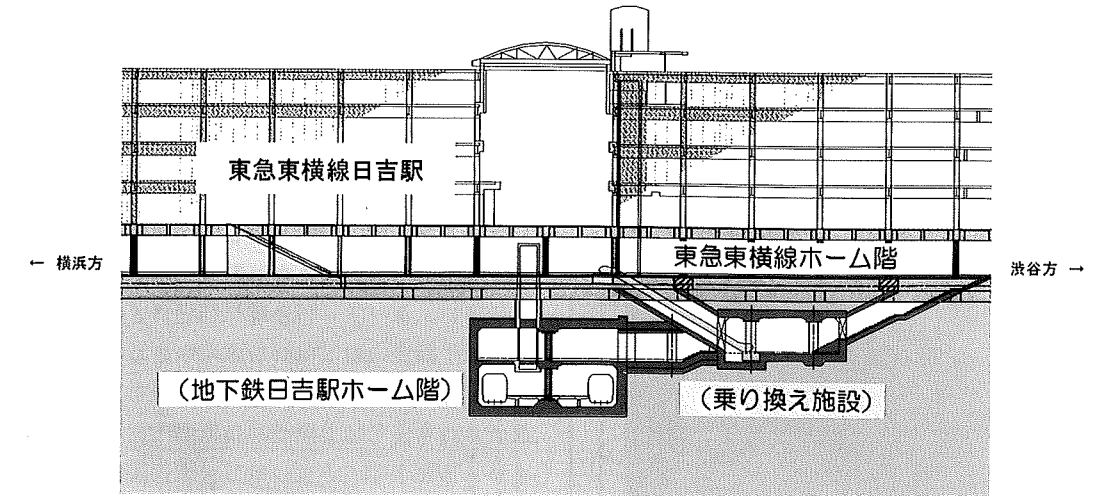 東急東横線日吉駅
東急東横線ホーム階
← 横浜方
渋谷方 →
(地下鉄日吉駅ホーム階)
(乗り換え施設)